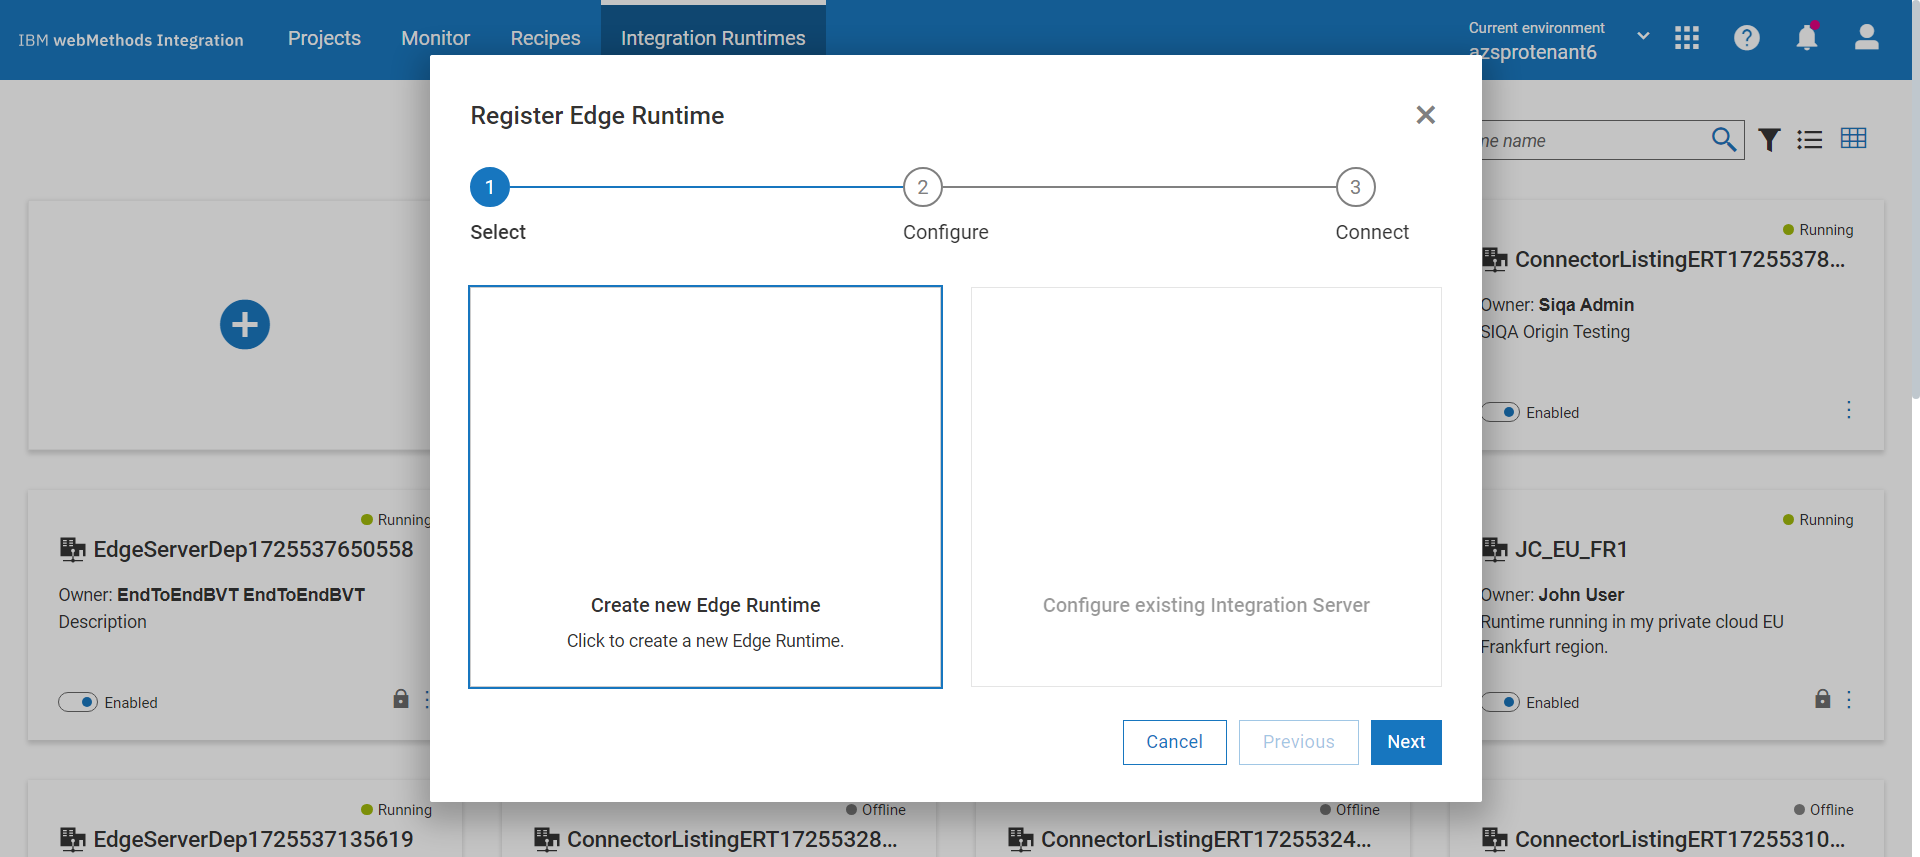 IBM webMethods Integration
Projects
Monitor
Recipes
Integration Runtimes
Current environment
azsprotenant6
Register Edge Runtime
me name
1
2
3
Select
Configure
Connect
Create new Edge Runtime
Click to create a new Edge Runtime.
Configure existing Integration Server
Cancel
Previous
Next
Running
ConnectorListingERT17255378...
Owner: Siqa Admin
SIQA Origin Testing
Enabled
Running
EdgeServerDep1725537650558
Owner: EndToEndBVT EndToEndBVT
Description
Enabled
Running
JC_EU_FR1
Owner: John User
Runtime running in my private cloud EU
Frankfurt region.
Enabled
Running
EdgeServerDep1725537135619
Offline
ConnectorListingERT17255328...
Offline
ConnectorListingERT17255324...
Offline
ConnectorListingERT17255310...